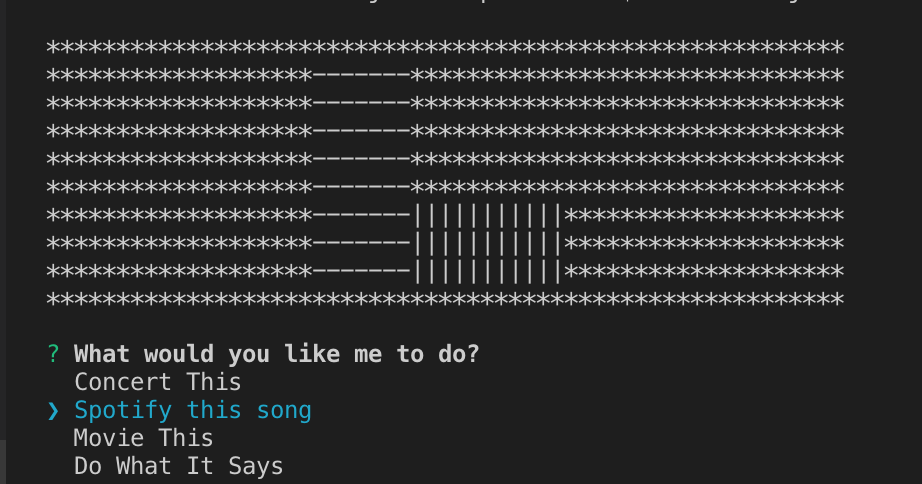 *********************************************************
*******************-------*******************************
*******************-------*******************************
*******************-------*******************************
*******************-------*******************************
*******************-------*******************************
*******************-------|||||||||||********************
*******************-------|||||||||||********************
*******************-------|||||||||||********************
*********************************************************
? What would you like me to do?
Concert This
❯ Spotify this song
Movie This
Do What It Says